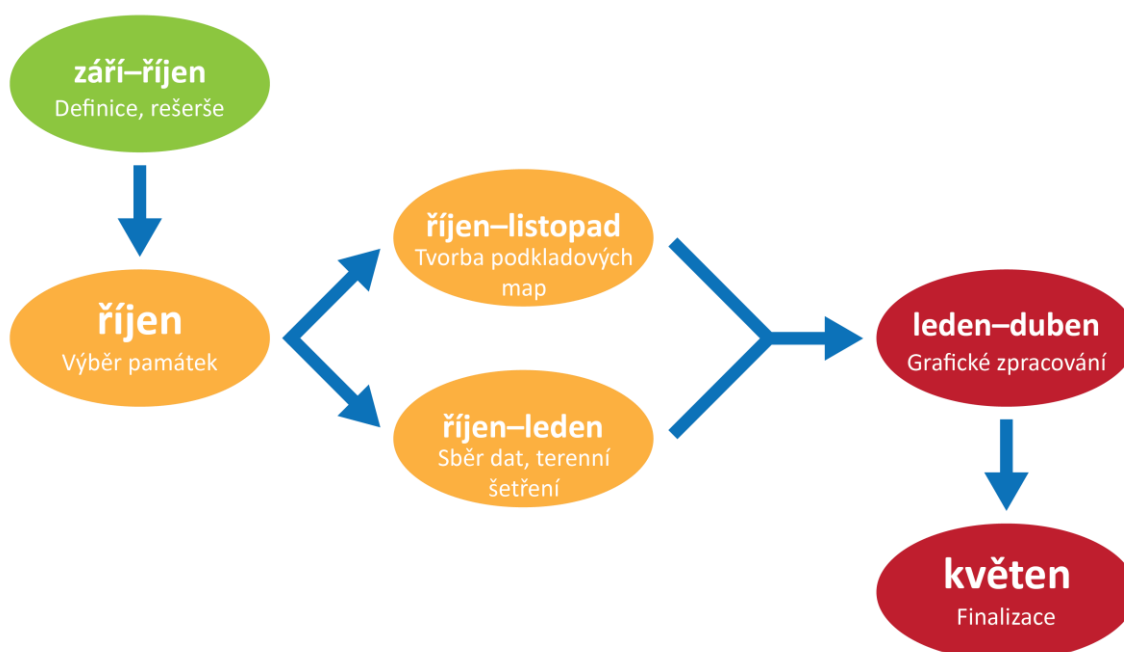 září–říjen
Definice, rešerše
říjen
Výběr památek
říjen–listopad
Tvorba podkladových
map
říjen–leden
Sběr dat, terenní
šetření
leden–duben
Grafické zpracování
květen
Finalizace